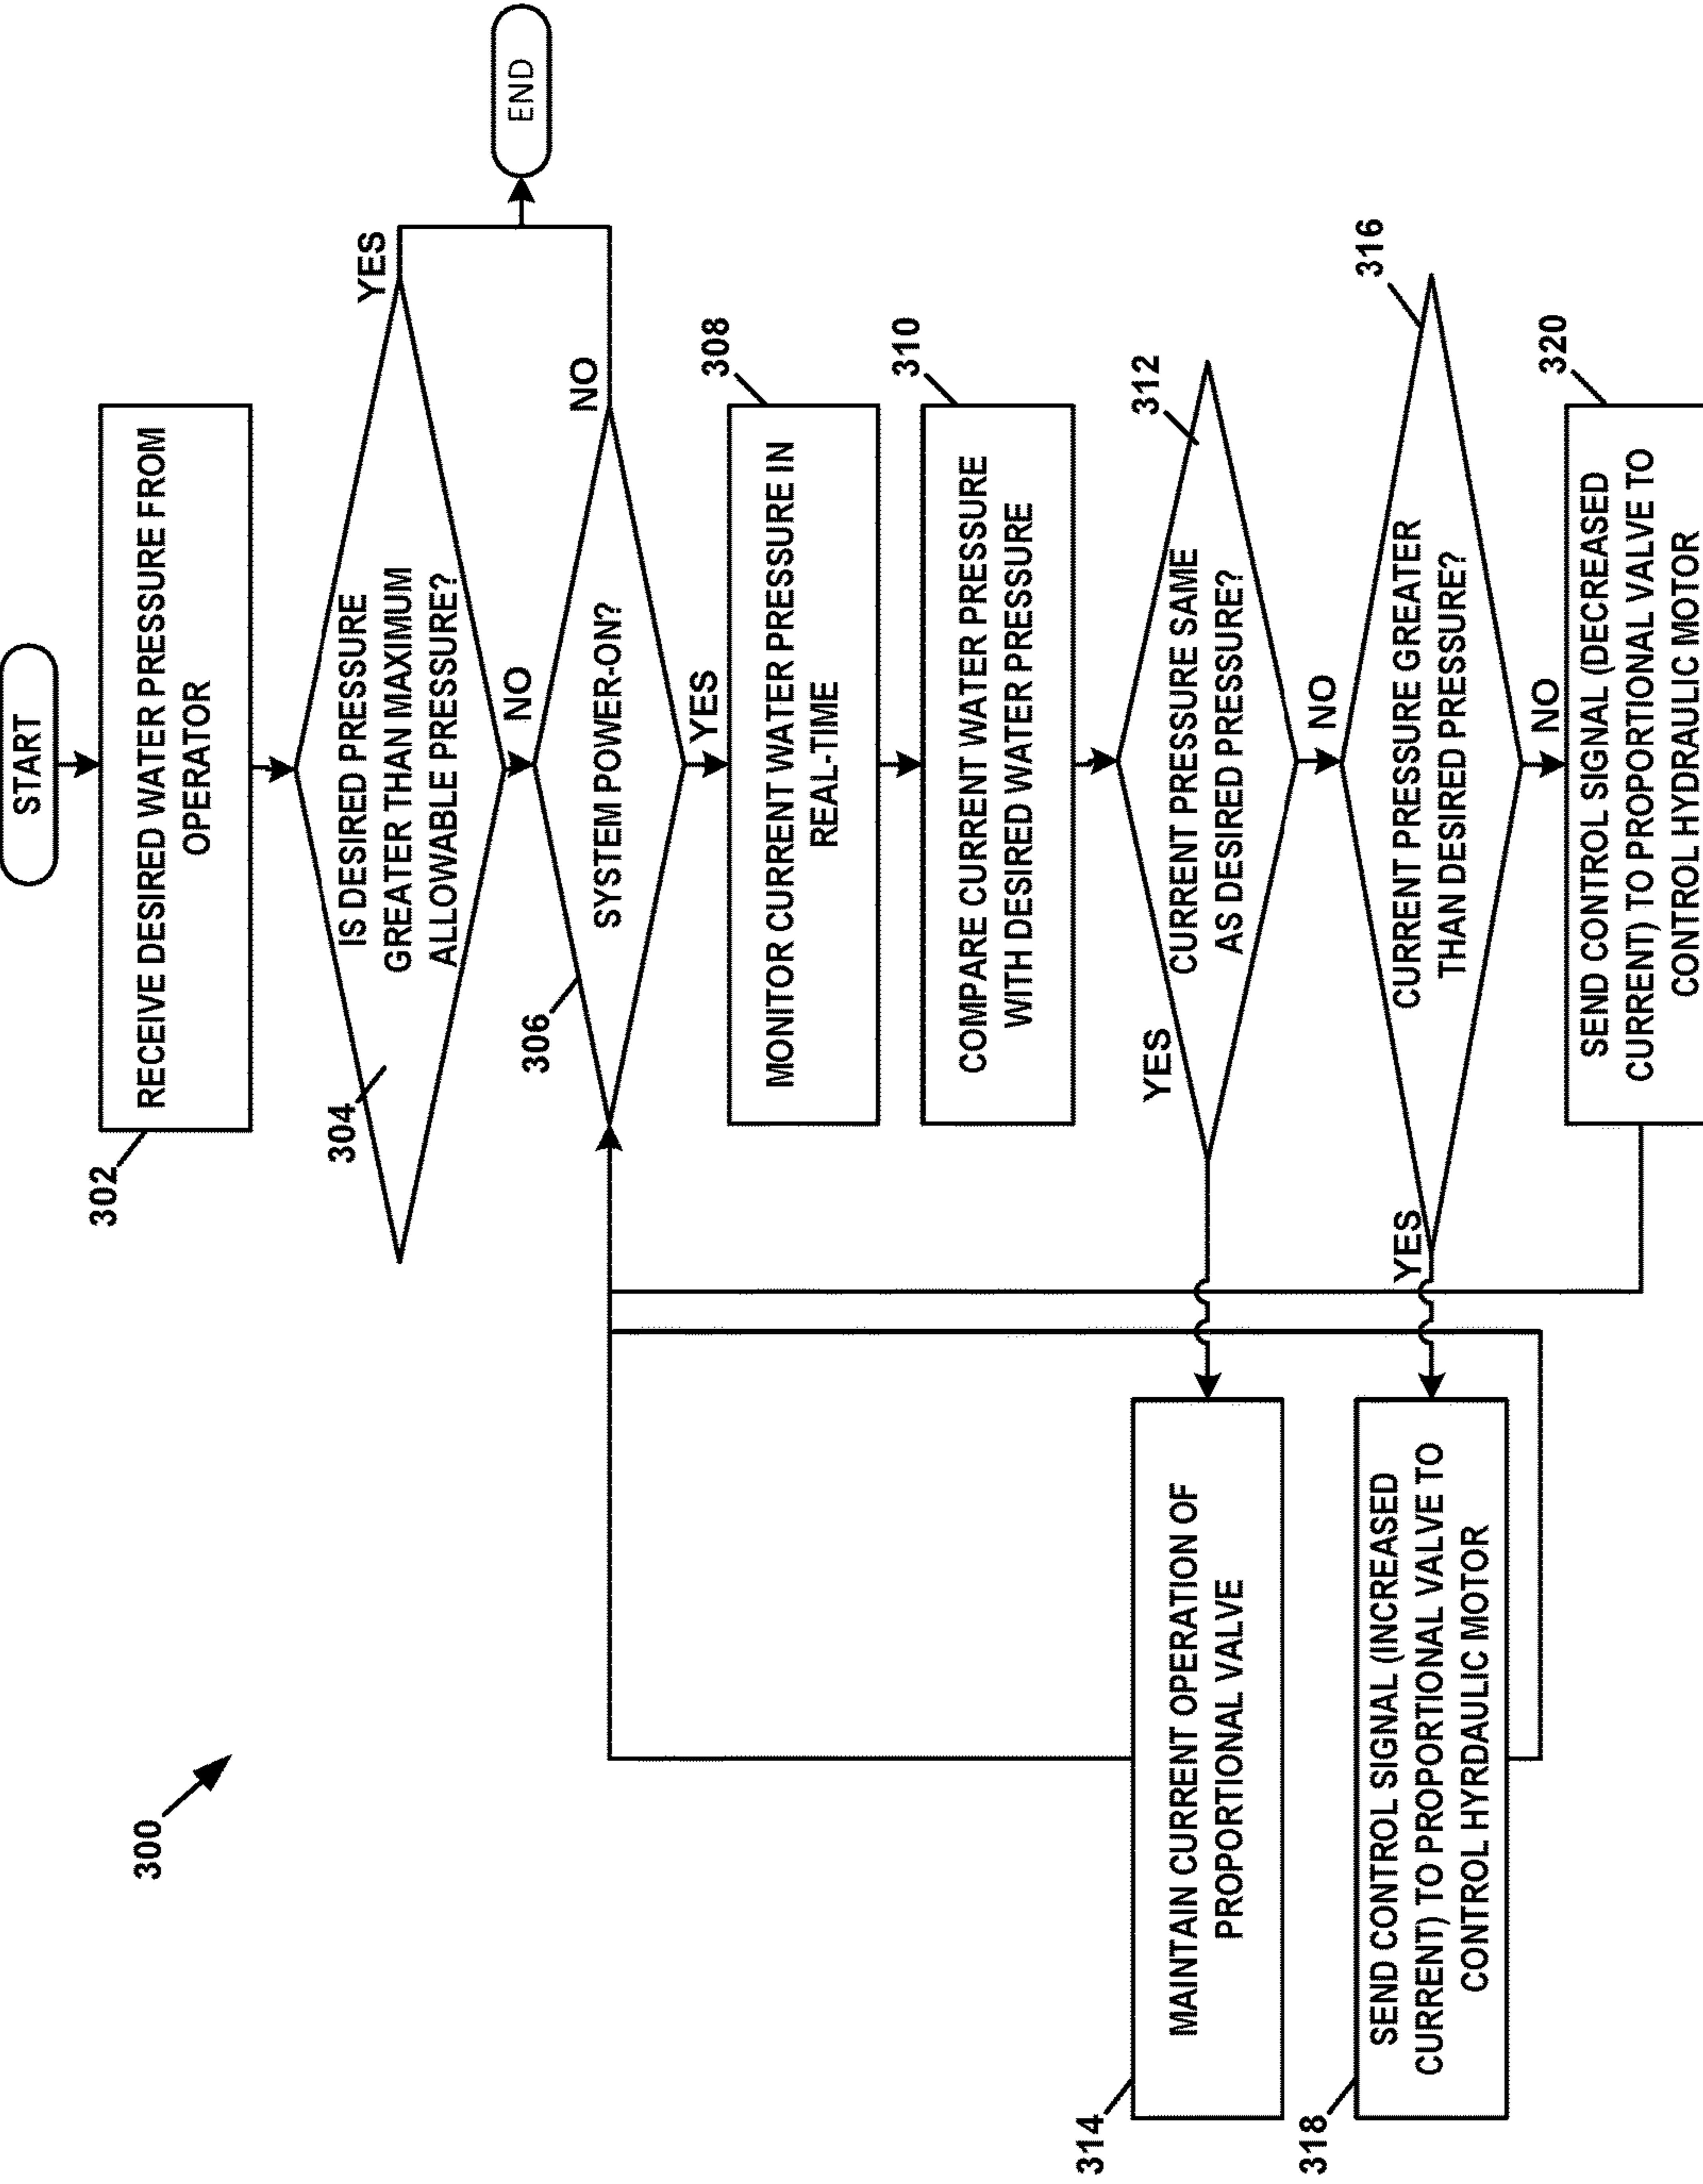 300
START
302
RECEIVE DESIRED WATER PRESSURE FROM
OPERATOR
304
IS DESIRED PRESSURE
GREATER THAN MAXIMUM
ALLOWABLE PRESSURE?
YES
NO
END
306
SYSTEM POWER-ON?
NO
YES
308
MONITOR CURRENT WATER PRESSURE IN
REAL-TIME
310
COMPARE CURRENT WATER PRESSURE
WITH DESIRED WATER PRESSURE
312
CURRENT PRESSURE SAME
AS DESIRED PRESSURE?
YES
NO
314
MAINTAIN CURRENT OPERATION OF
PROPORTIONAL VALVE
316
CURRENT PRESSURE GREATER
THAN DESIRED PRESSURE?
YES
NO
318
SEND CONTROL SIGNAL (INCREASED
CURRENT) TO PROPORTIONAL VALVE TO
CONTROL HYRDAULIC MOTOR
320
SEND CONTROL SIGNAL (DECREASED
CURRENT) TO PROPORTIONAL VALVE TO
CONTROL HYDRAULIC MOTOR